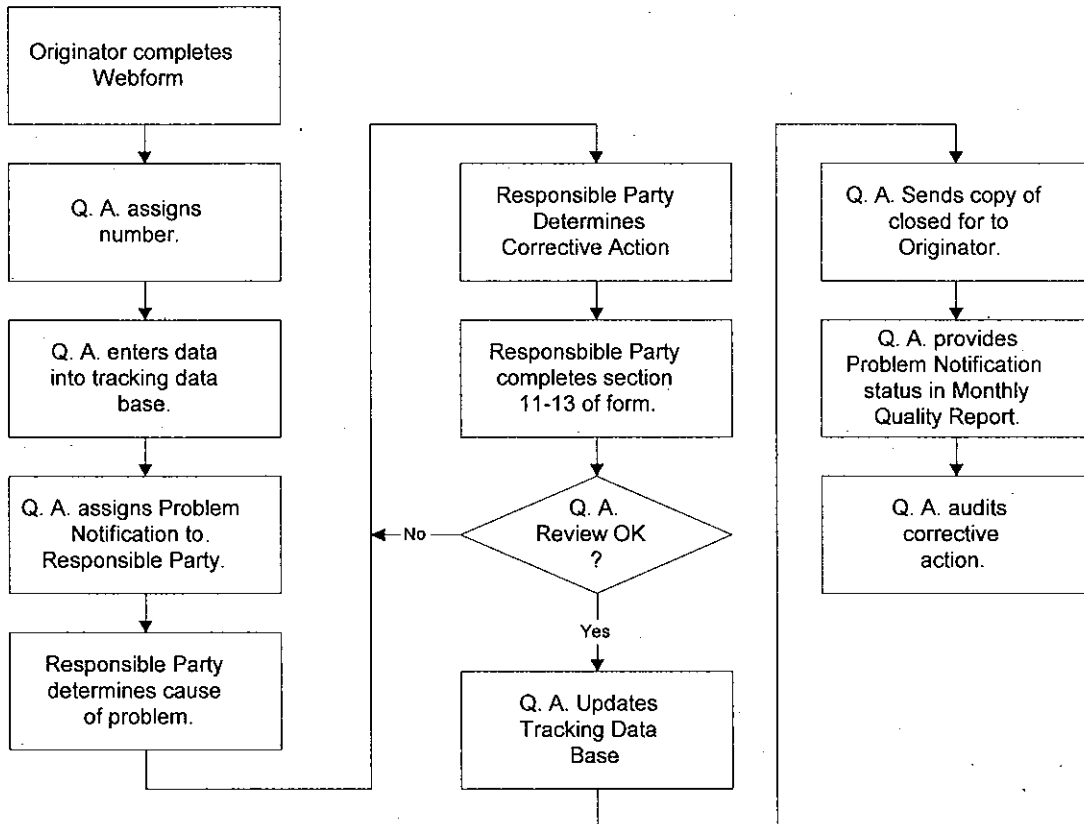 Originator completes
Webform
Q. A. assigns
number.
Q. A. enters data
into tracking data
base.
Q. A. assigns Problem
Notification to.
Responsible Party.
Responsible Party
determines cause
of problem.
Responsible Party
Determines
Corrective Action
Responsbible Party
completes section
11-13 of form.
Q. A.
Review OK
?
No
Yes
Q. A. Updates
Tracking Data
Base
Q. A. Sends copy of
closed for to
Originator.
Q. A. provides
Problem Notification
status in Monthly
Quality Report.
Q. A. audits
corrective
action.